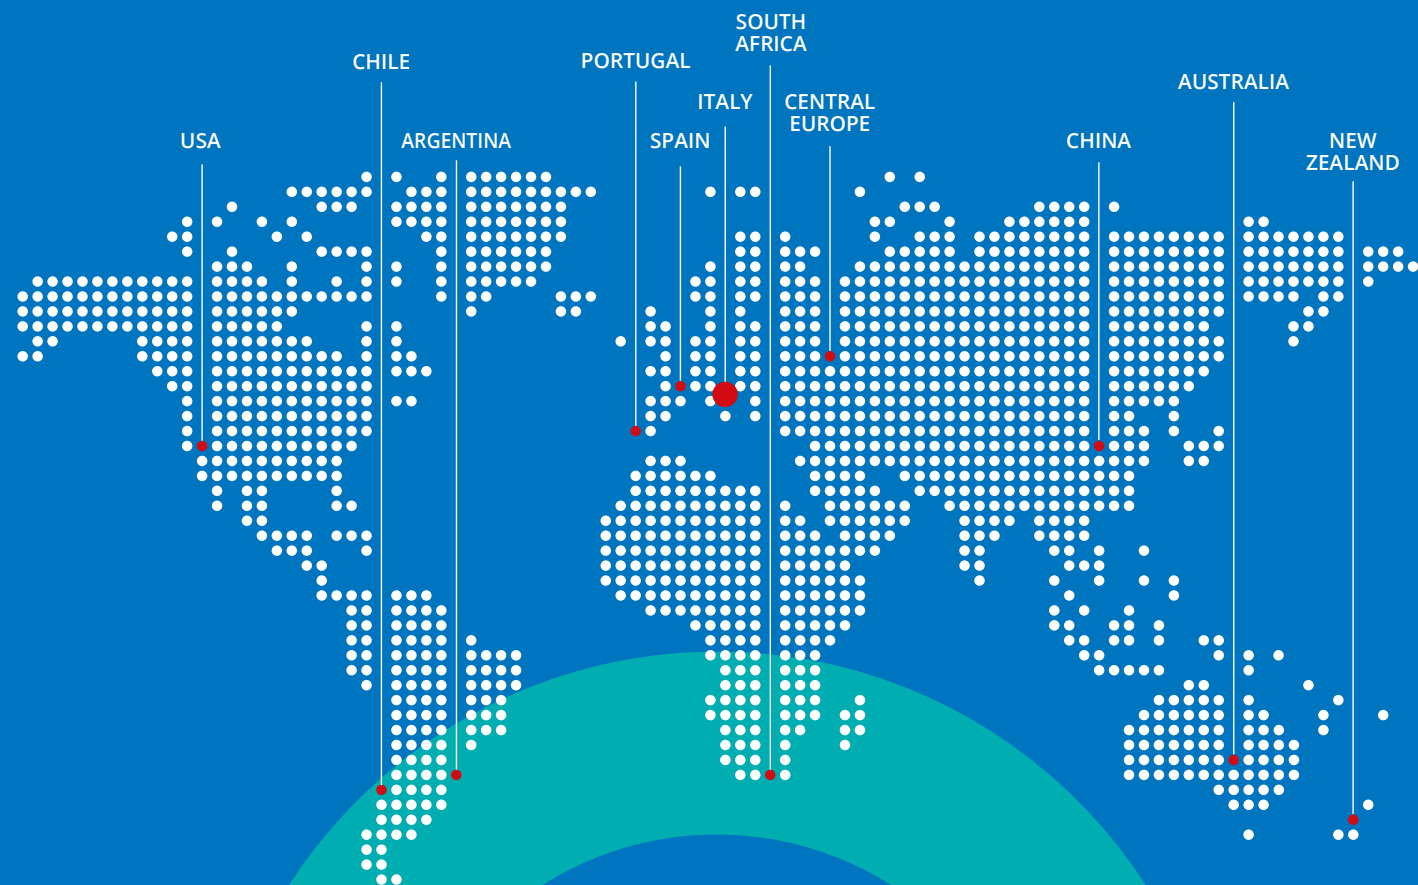 SOUTH
AFRICA
CHILE
PORTUGAL
AUSTRALIA
ITALY
CENTRAL
EUROPE
USA
ARGENTINA
SPAIN
CHINA
NEW
ZEALAND